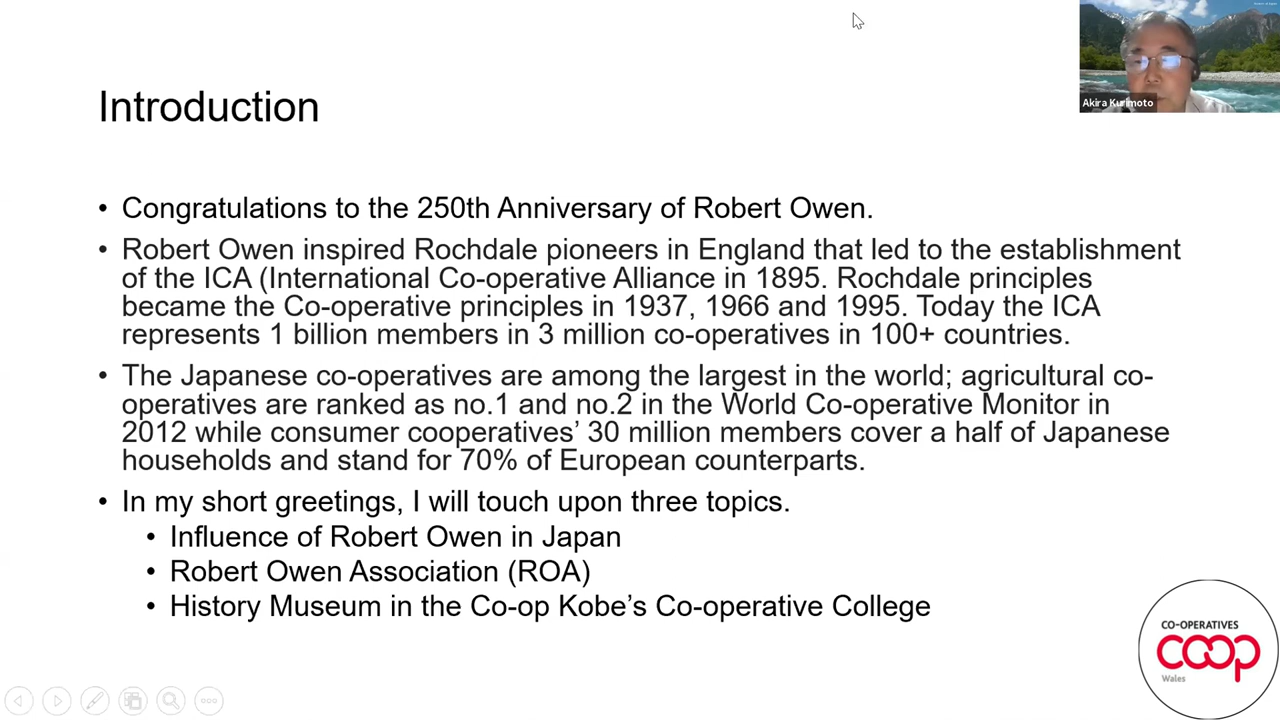 Akira Kurimoto
Introduction
• Congratulations to the 250th Anniversary of Robert Owen.
• Robert Owen inspired Rochdale pioneers in England that led to the establishment
of the ICA (International Co-operative Alliance in 1895. Rochdale principles
became the Co-operative principles in 1937, 1966 and 1995. Today the ICA
represents 1 billion members in 3 million co-operatives in 100+ countries.
• The Japanese co-operatives are among the largest in the world; agricultural co-
operatives are ranked as no.1 and no.2 in the World Co-operative Monitor in
2012 while consumer cooperatives’ 30 million members cover a half of Japanese
households and stand for 70% of European counterparts.
• In my short greetings, I will touch upon three topics.
• Influence of Robert Owen in Japan
• Robert Owen Association (ROA)
• History Museum in the Co-op Kobe’s Co-operative College
CO-OPERATIVES
coop
Wales